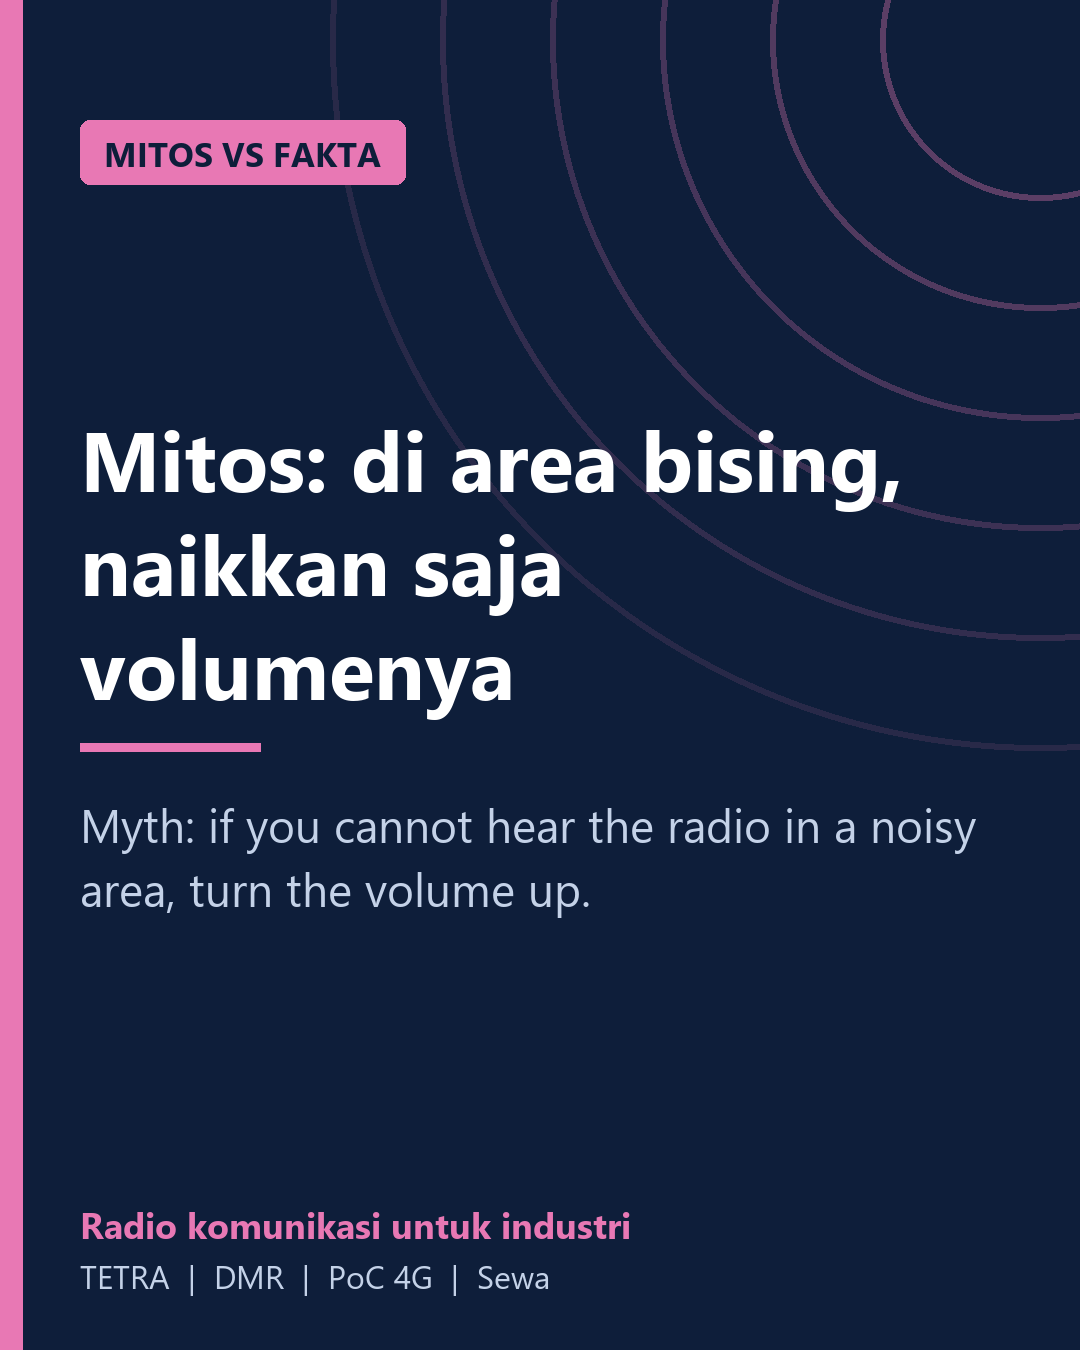 MITOS VS FAKTA
Mitos: di area bising,
naikkan saja
volumenya
Myth: if you cannot hear the radio in a noisy
area, turn the volume up.
Radio komunikasi untuk industri
TETRA | DMR | PoC 4G | Sewa